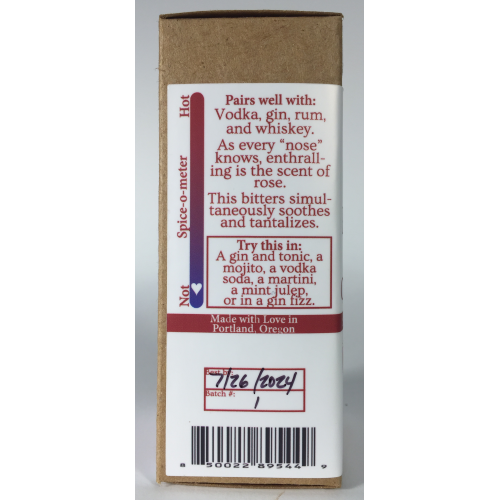 Hot
Spice-o-meter
Not
Pairs well with:
Vodka, gin, rum,
and whiskey.
As every “nose”
knows, enthrall-
ing is the scent of
rose.
This bitters simul-
taneously soothes
and tantalizes.
Try this in:
A gin and tonic, a
mojito, a vodka
soda, a martini,
a mint julep,
or in a gin fizz.
Made with Love in
Portland, Oregon
Best by:
7/26/2024
Batch #:
1
8 50022 89544 9